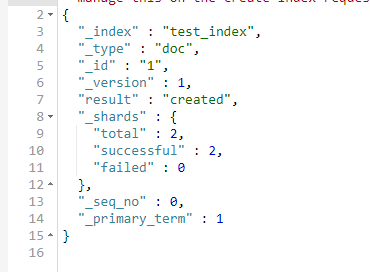 manage this on the create index reque
2 {
3 "_index" : "test_index",
4 "_type" : "doc",
5 "_id" : "1",
6 "_version" : 1,
7 "result" : "created",
8 "_shards" : {
9 "total" : 2,
10 "successful" : 2,
11 "failed" : 0
12 },
13 "_seq_no" : 0,
14 "_primary_term" : 1
15 }
16